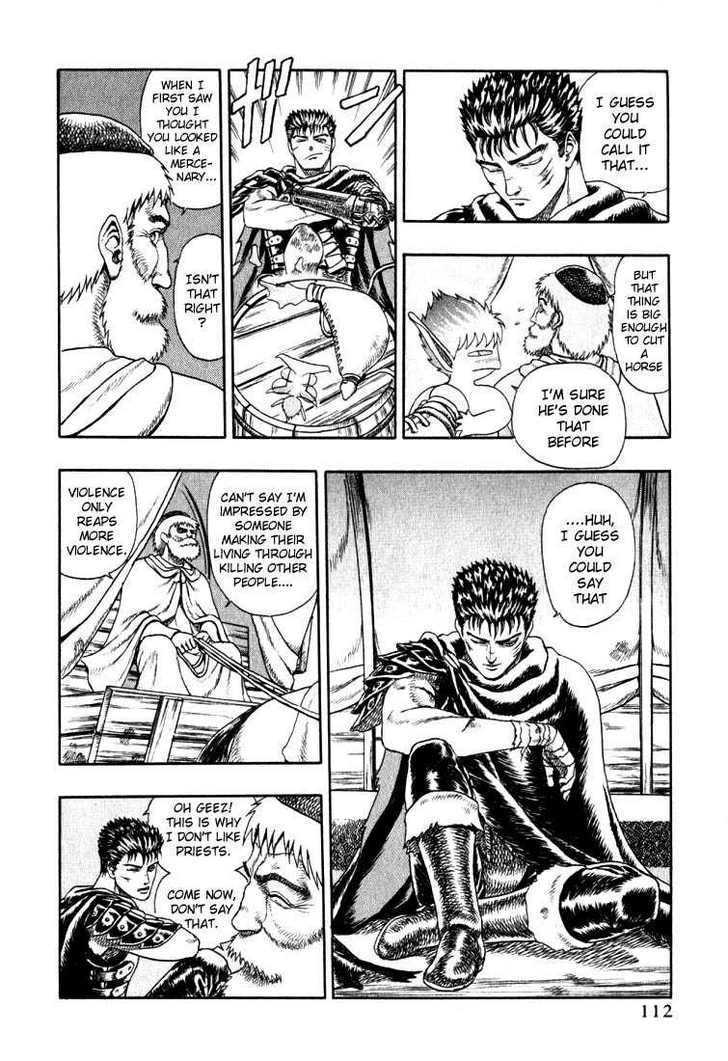 I GUESS
YOU
COULD
CALL IT
THAT...
ガ
ン
WHEN I
FIRST SAW
YOU I
THOUGHT
YOU LOOKED
LIKE A
MERCE-
NARY...
ISN'T
THAT
RIGHT
?
BUT
THAT
THING
IS BIG
ENOUGH
TO CUT
A
HORSE
I'M SURE
HE'S DONE
THAT
BEFORE
....HUH,
I GUESS
YOU
COULD
SAY
THAT
CAN'T SAY I'M
IMPRESSED BY
SOMEONE
MAKING THEIR
LIVING THROUGH
KILLING OTHER
PEOPLE....
VIOLENCE
ONLY
REAPS
MORE
VIOLENCE.
OH GEEZ!
THIS IS WHY
I DON'T LIKE
PRIESTS.
COME NOW,
DON'T SAY
THAT.
112